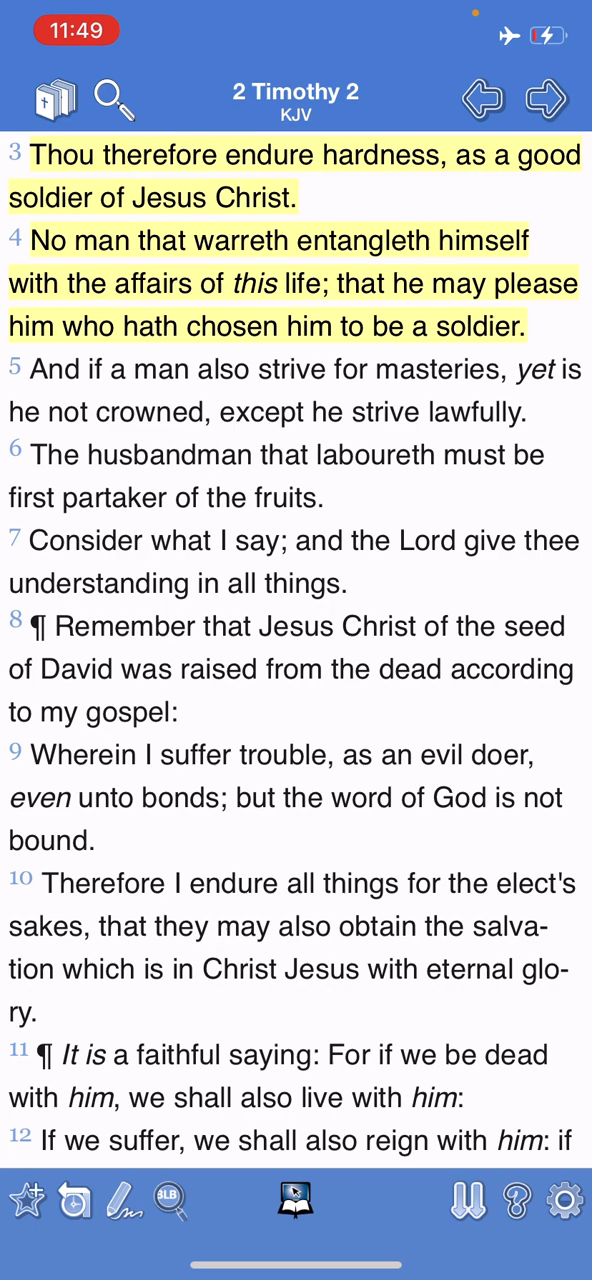 11:49
2 Timothy 2
KJV
3 Thou therefore endure hardness, as a good
soldier of Jesus Christ.
4 No man that warreth entangleth himself
with the affairs of this life; that he may please
him who hath chosen him to be a soldier.
5 And if a man also strive for masteries, yet is
he not crowned, except he strive lawfully.
6 The husbandman that laboureth must be
first partaker of the fruits.
7 Consider what I say; and the Lord give thee
understanding in all things.
8 ¶ Remember that Jesus Christ of the seed
of David was raised from the dead according
to my gospel:
9 Wherein I suffer trouble, as an evil doer,
even unto bonds; but the word of God is not
bound.
10 Therefore I endure all things for the elect's
sakes, that they may also obtain the salva-
tion which is in Christ Jesus with eternal glo-
ry.
11 ¶ It is a faithful saying: For if we be dead
with him, we shall also live with him:
12 If we suffer, we shall also reign with him: if
BLB